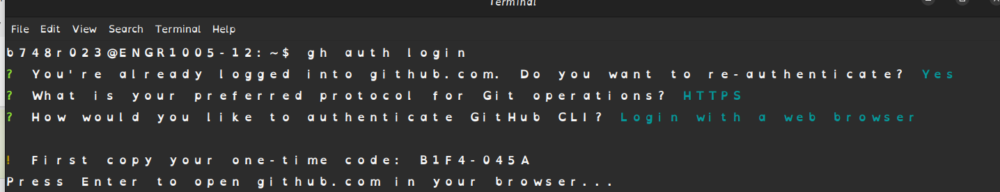 Terminal
File Edit View Search Terminal Help
b748r023@ENGR1005-12:~$ gh auth login
? You're already logged into github.com. Do you want to re-authenticate? Yes
? What is your preferred protocol for Git operations? HTTPS
? How would you like to authenticate GitHub CLI? Login with a web browser
! First copy your one-time code: B1F4-045A
Press Enter to open github.com in your browser...